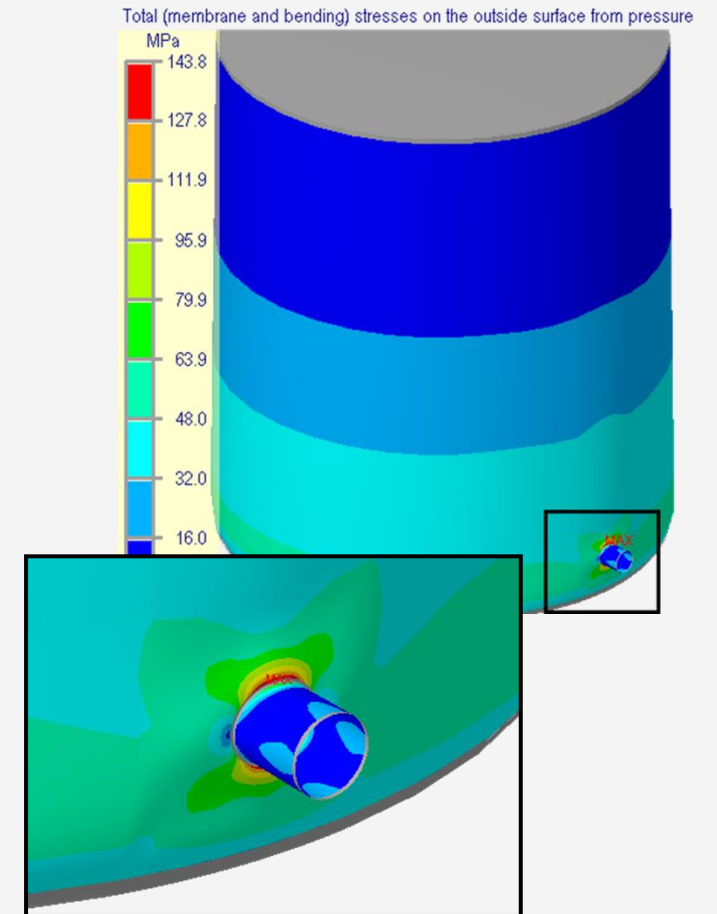 Total (membrane and bending) stresses on the outside surface from pressure
MPa
143.8
127.8
111.9
95.9
79.9
63.9
48.0
32.0
16.0
MAX
MAX